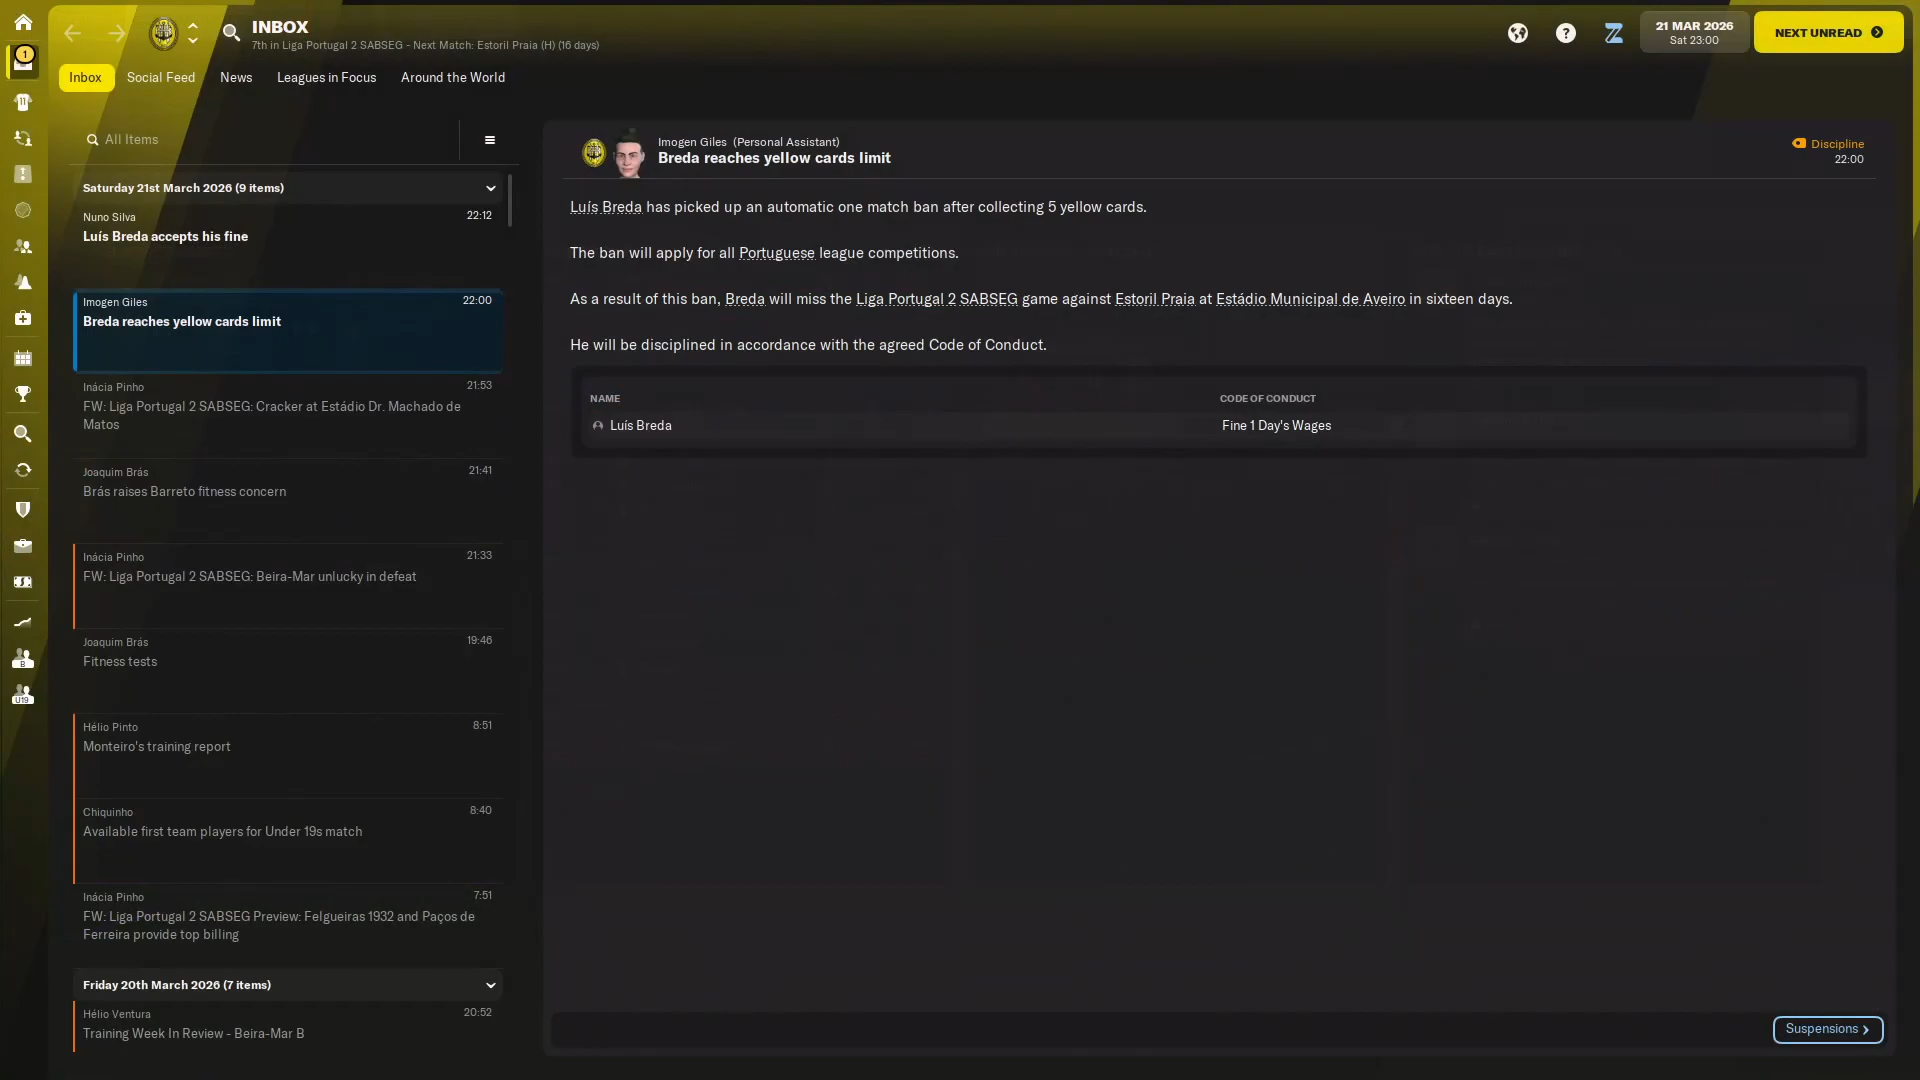 INBOX
7th in Liga Portugal 2 SABSEG - Next Match: Estoril Praia (H) (16 days)
21 MAR 2026
Sat 23:00
NEXT UNREAD
1
Inbox
Social Feed
News
Leagues in Focus
Around the World
All Items
Saturday 21st March 2026 (9 items)
Nuno Silva
22:12
Luís Breda accepts his fine
Imogen Giles
22:00
Breda reaches yellow cards limit
Inácia Pinho
21:53
FW: Liga Portugal 2 SABSEG: Cracker at Estádio Dr. Machado de
Matos
Joaquim Brás
21:41
Brás raises Barreto fitness concern
Inácia Pinho
21:33
FW: Liga Portugal 2 SABSEG: Beira-Mar unlucky in defeat
Joaquim Brás
19:46
Fitness tests
Hélio Pinto
8:51
Monteiro's training report
Chiquinho
8:40
Available first team players for Under 19s match
Inácia Pinho
7:51
FW: Liga Portugal 2 SABSEG Preview: Felgueiras 1932 and Paços de
Ferreira provide top billing
Friday 20th March 2026 (7 items)
Hélio Ventura
20:52
Training Week In Review - Beira-Mar B
B
U19
Imogen Giles (Personal Assistant)
Breda reaches yellow cards limit
Discipline
22:00
Luís Breda has picked up an automatic one match ban after collecting 5 yellow cards.
The ban will apply for all Portuguese league competitions.
As a result of this ban, Breda will miss the Liga Portugal 2 SABSEG game against Estoril Praia at Estádio Municipal de Aveiro in sixteen days.
He will be disciplined in accordance with the agreed Code of Conduct.
NAME
CODE OF CONDUCT
Luís Breda
Fine 1 Day's Wages
Suspensions